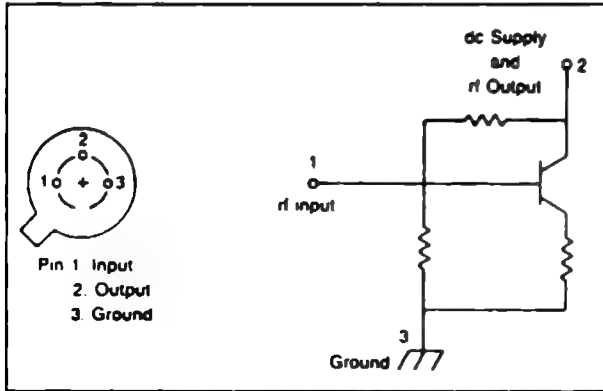 dc Supply
and
rf Output
2
1
rf input
2
1
3
Pin 1 Input
2. Output
3. Ground
3
Ground